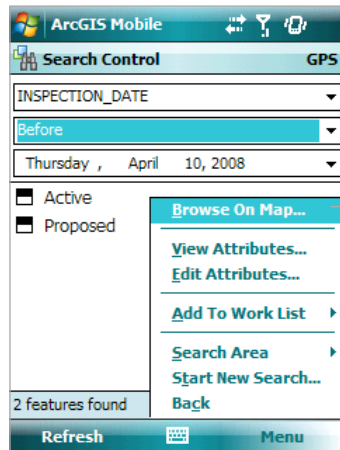 ArcGIS Mobile
Search Control GPS
INSPECTION_DATE
Before
Thursday , April 10, 2008
Active
Proposed
Browse On Map...
View Attributes...
Edit Attributes...
Add To Work List
Search Area
Start New Search...
Back
2 features found
Refresh Menu